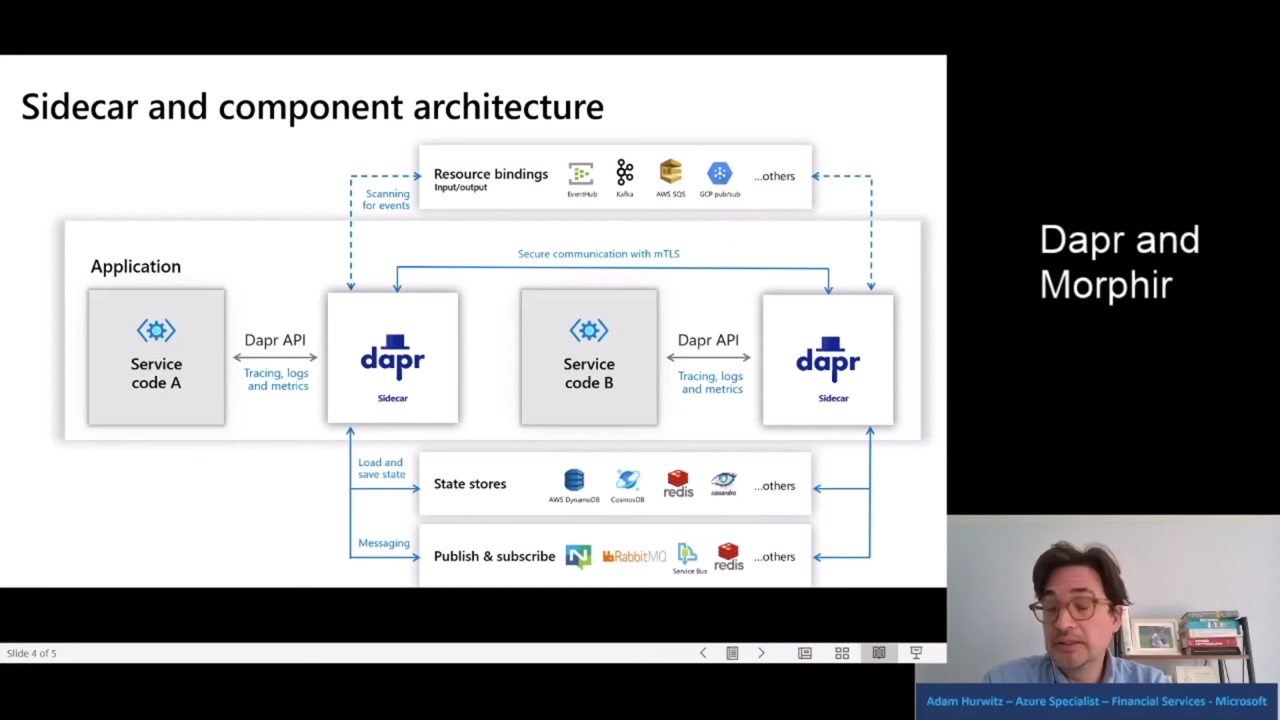 Sidecar and component architecture
Resource bindings
Input/output
EventHub
Kafka
AWS SQS
GCP pub/sub
...others
Scanning
for events
Application
Secure communication with mTLS
Service
code A
Dapr API
Tracing, logs
and metrics
dapr
Sidecar
Service
code B
Dapr API
Tracing, logs
and metrics
dapr
Sidecar
Load and
save state
State stores
AWS DynamoDB
CosmosDB
redis
cassandra
...others
Messaging
Publish & subscribe
N
RabbitMQ
Service Bus
redis
...others
Slide 4 of 5
Dapr and
Morphir
Adam Hurwitz – Azure Specialist – Financial Services - Microsoft